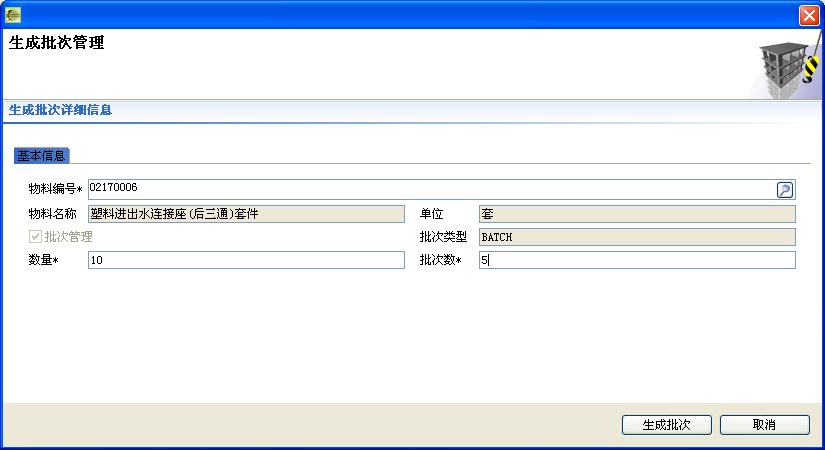 生成批次管理
生成批次详细信息
基本信息
物料编号* 02170006
物料名称 塑料进出水连接座(后三通)套件 单位 套
批次管理 批次类型 BATCH
数量* 10 批次数* 5
生成批次 取消